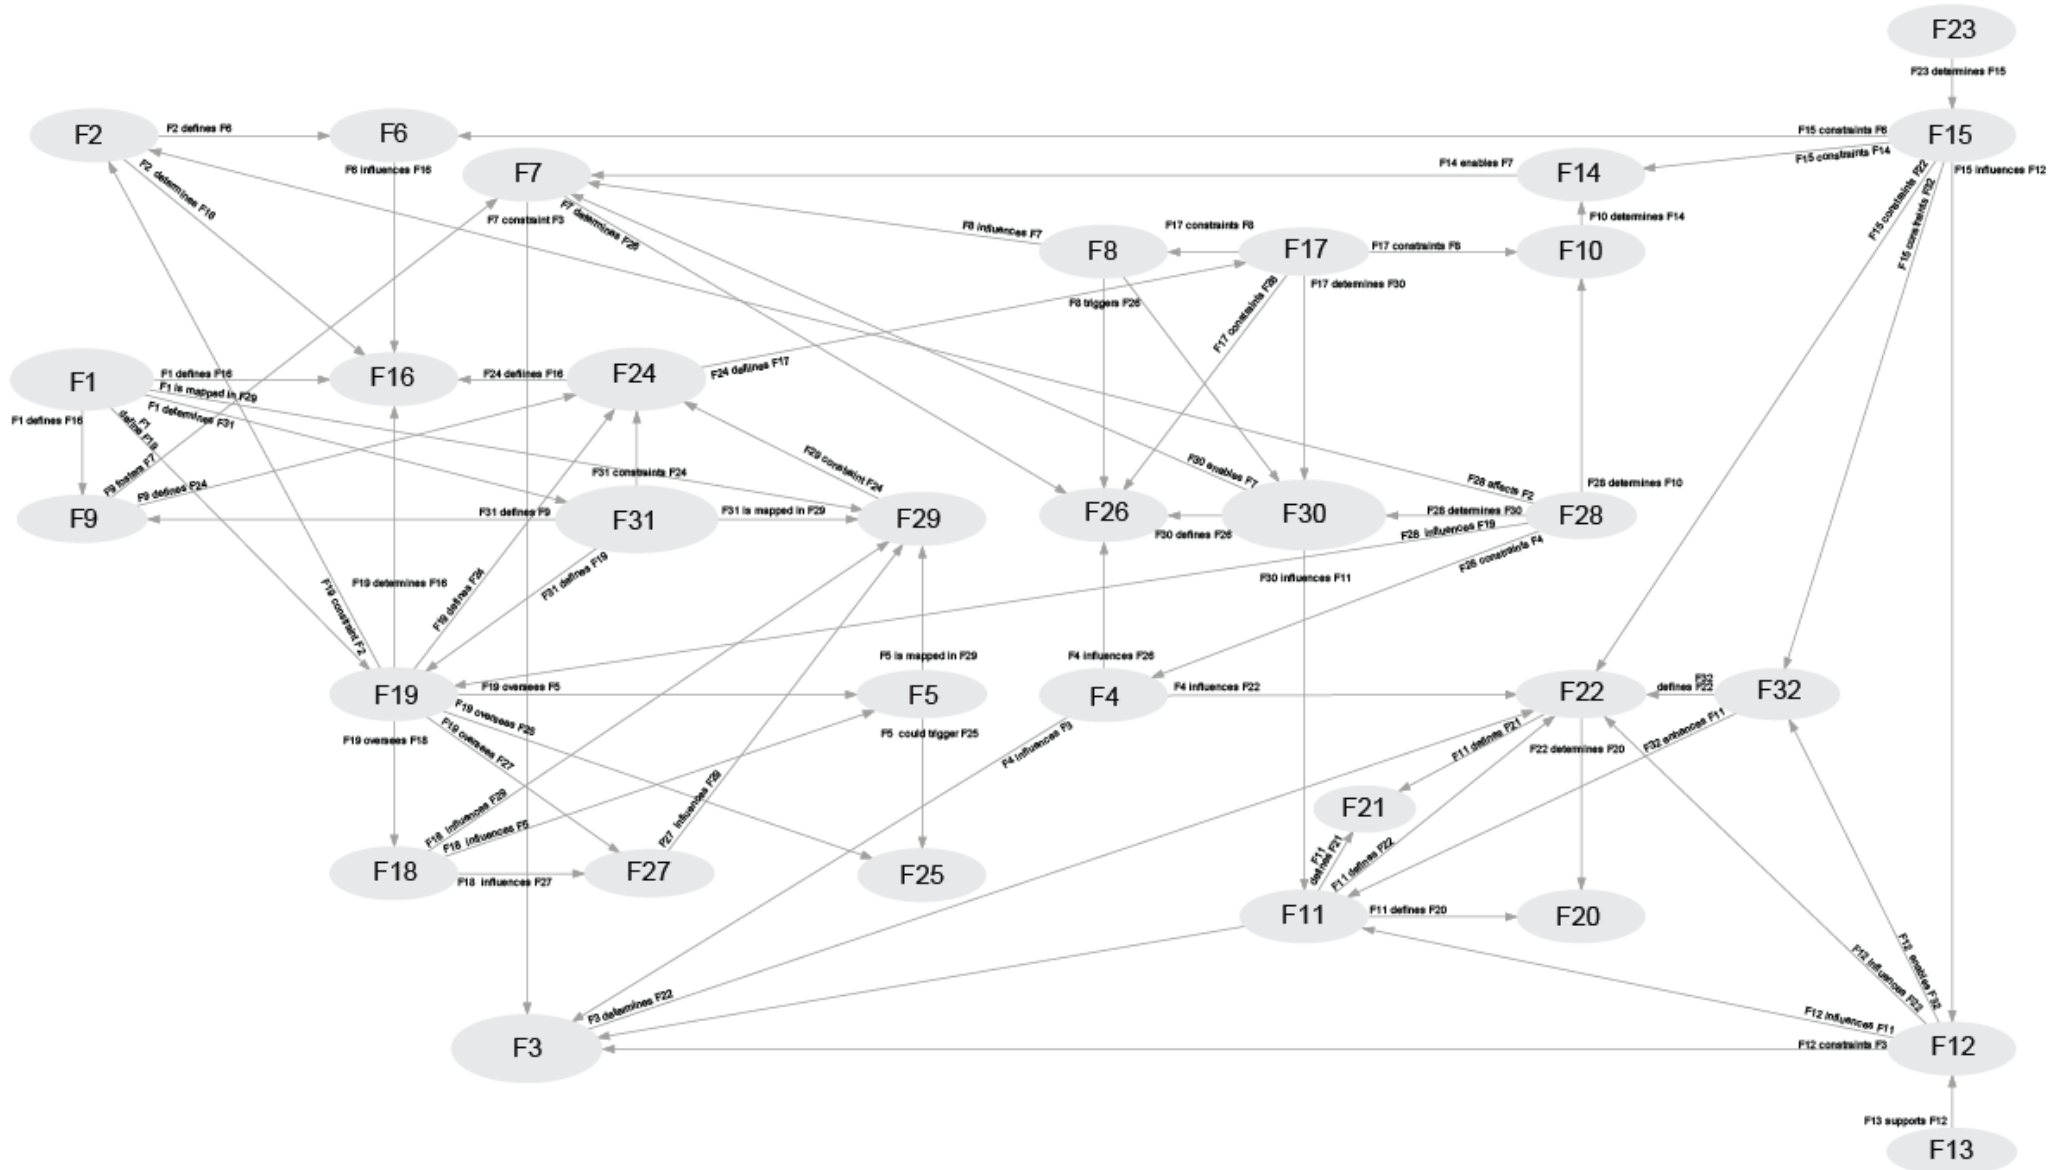 F23
F23 determines F15
F2
F2 defines F6
F6
F15 constraints F6
F15
F6 influences F16
F2  determines F16
F7
F14 enables F7
F14
F15 constraints F14
F15 influences F12
F15 constraints F22
F15 constraints F32
F7 constraint F3
F7 determines F26
F8 influences F7
F17 constraints F8
F10 determines F14
F8
F17
F17 constraints F8
F10
F8 triggers F26
F17 constraints F26
F17 determines F30
F1
F1 defines F16
F16
F24 defiines F16
F24
F24 defiines F17
F1 is mapped in F29
F1 determines F31
F1 defines F16
F1
define F19
F9 fosters F7
F9 defines F24
F31 constraints F24
F29 constraint F24
F30 enables F7
F28 affects F2
F28 determines F10
F9
F31 defines F9
F31
F31 is mapped in F29
F29
F26
F30 defines F26
F30
F28 determines F30
F28
F28  influences F19
F28 constraints F4
F19 constraint F2
F19 determines F16
F19 defines F24
F31 defines F19
F30 influences F11
F5 is mapped in F29
F4 influences F26
F19
F19 oversees F5
F5
F4
F4 influences F22
F22
F32
defines F22
F32
F19 oversees F18
F19 oversees F25
F19 oversees F27
F5  could trigger F25
F4 influences F3
F11 defines F21
F22 determines F20
F32 enhances F11
F18  influences F29
F18  influences F5
F27  influences F29
F21
F11
defines F21
F11 defines F22
F18
F18  influences F27
F27
F25
F11
F11 defines F20
F20
F12 influences F22
F12  enables F32
F3 determines F22
F12 influences F11
F3
F12 constraints F3
F12
F13 supports F12
F13